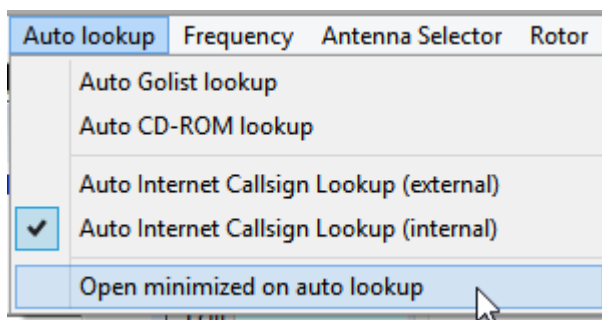 Auto lookup Frequency Antenna Selector Rotor
Auto Golist lookup
Auto CD-ROM lookup
Auto Internet Callsign Lookup (external)
Auto Internet Callsign Lookup (internal)
Open minimized on auto lookup